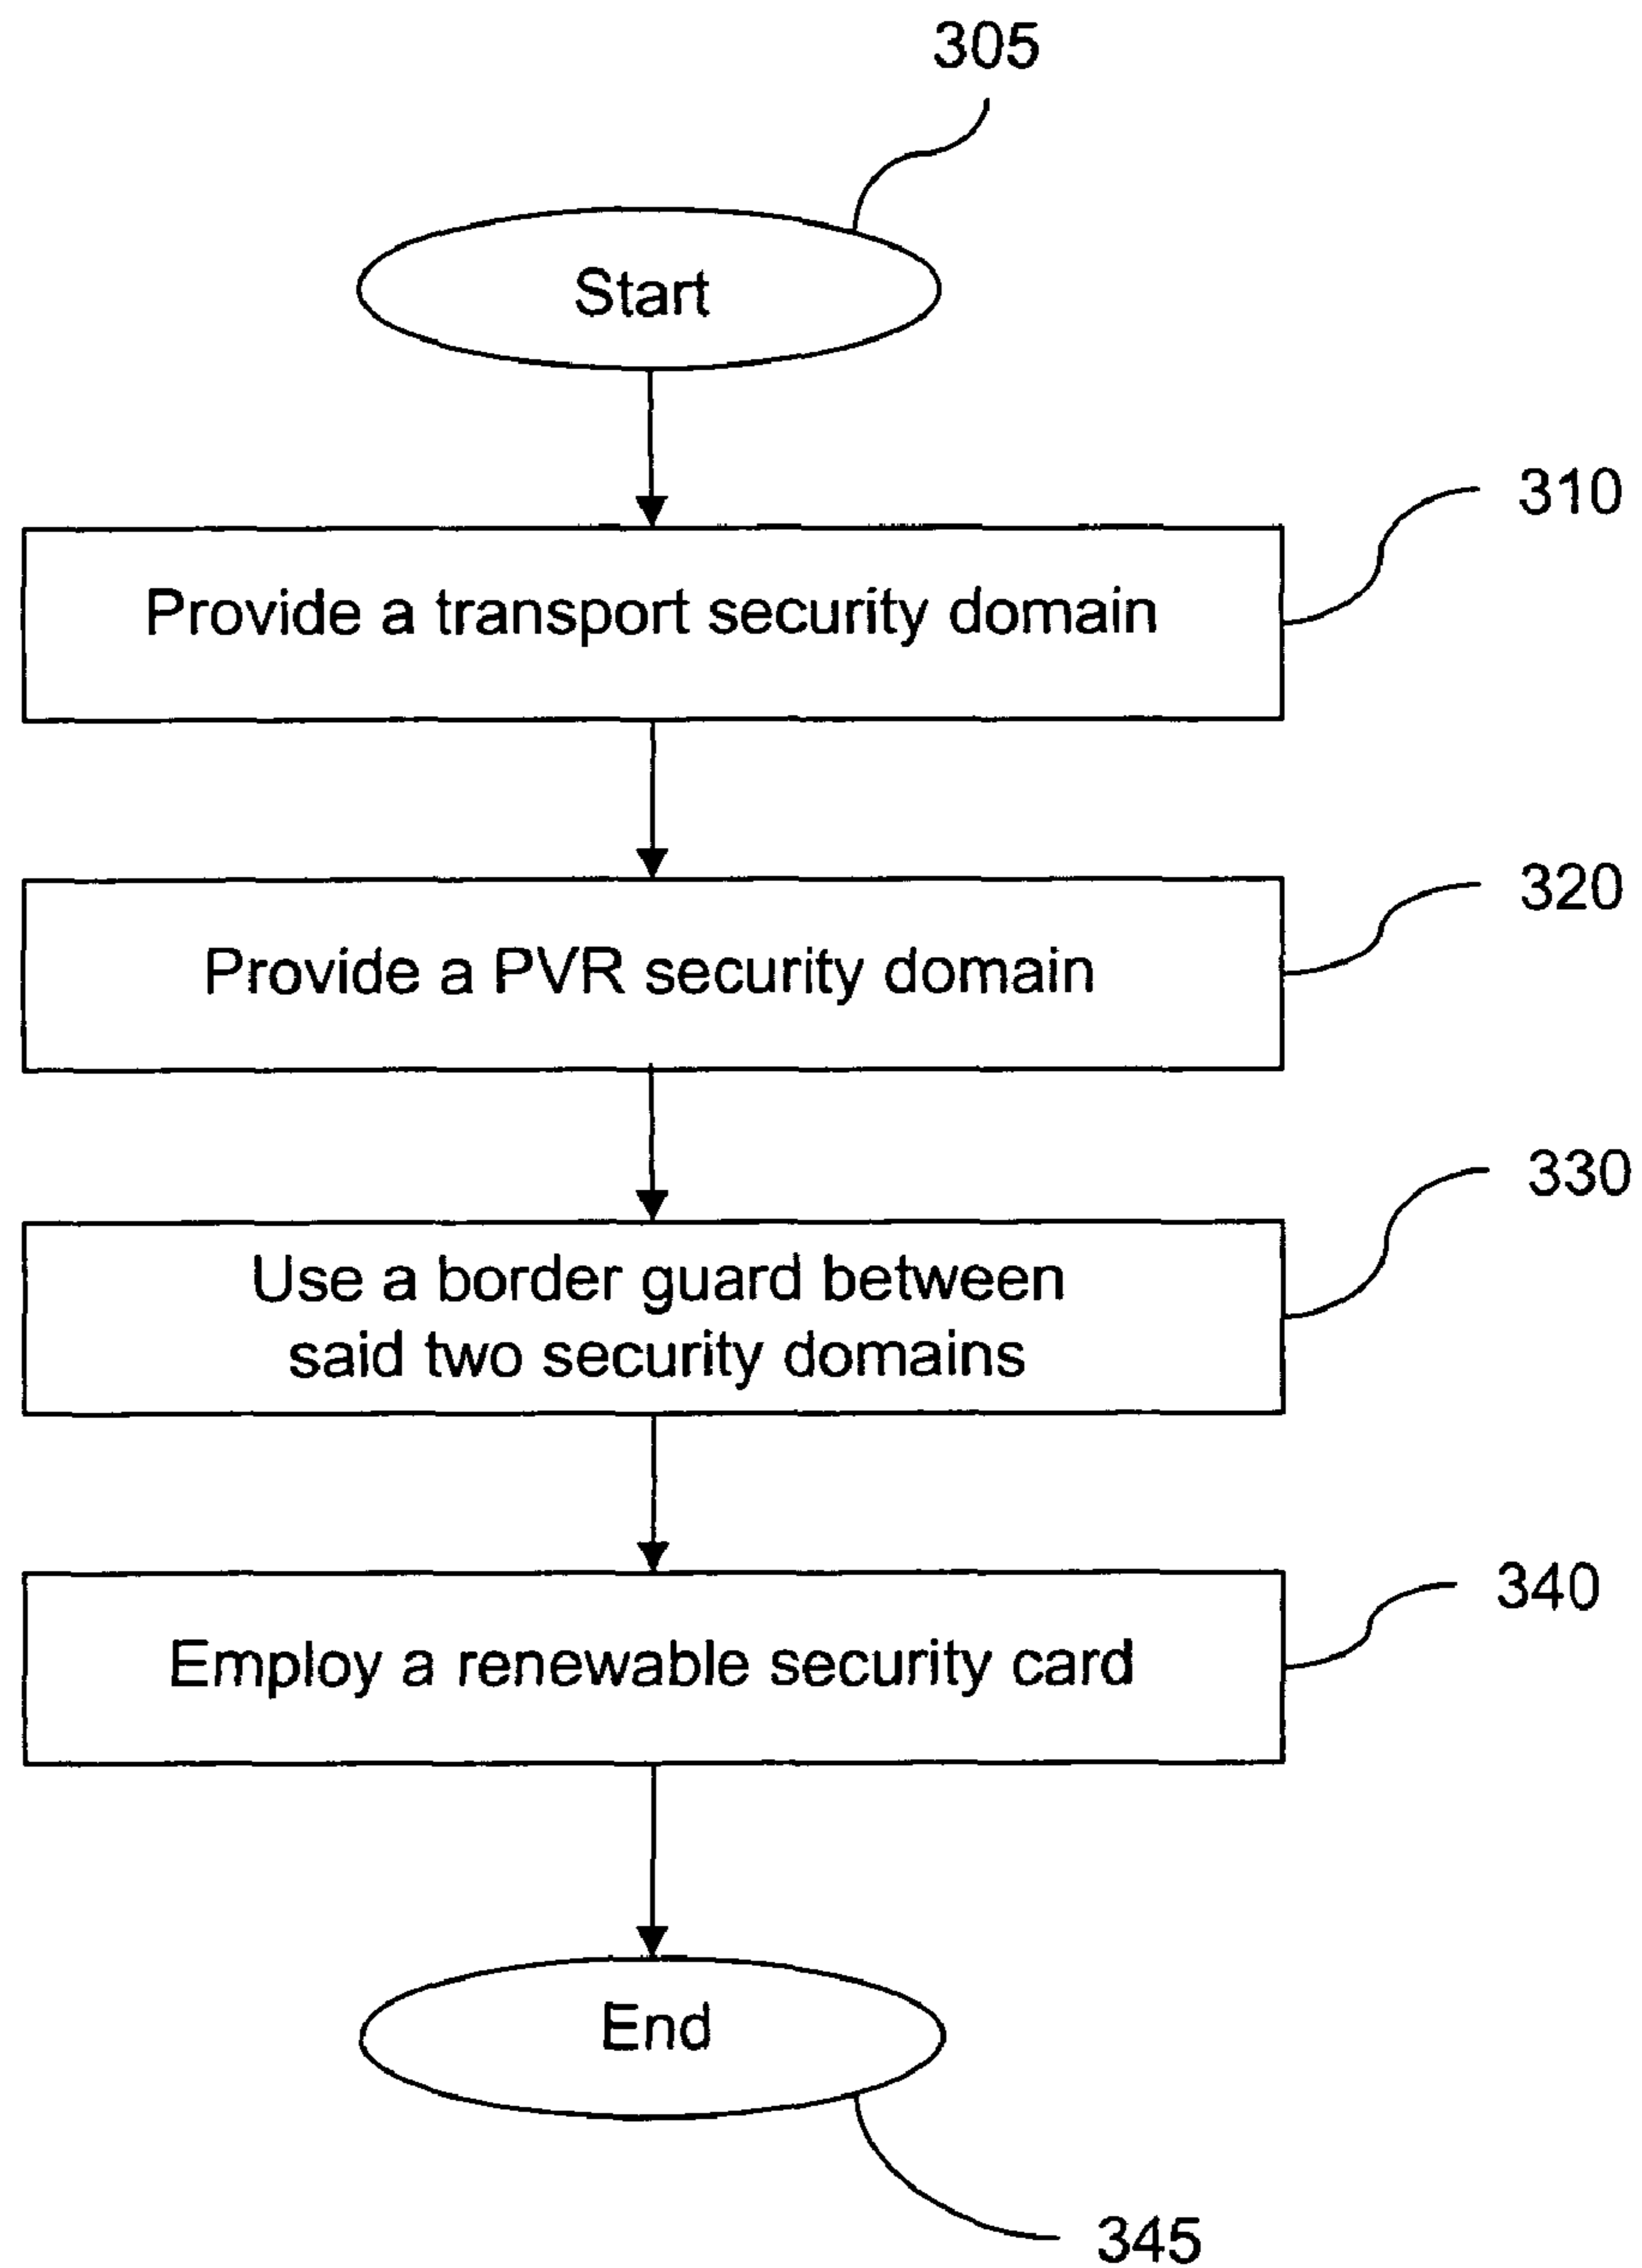 305
Start
310
Provide a transport security domain
320
Provide a PVR security domain
330
Use a border guard between
said two security domains
340
Employ a renewable security card
End
345